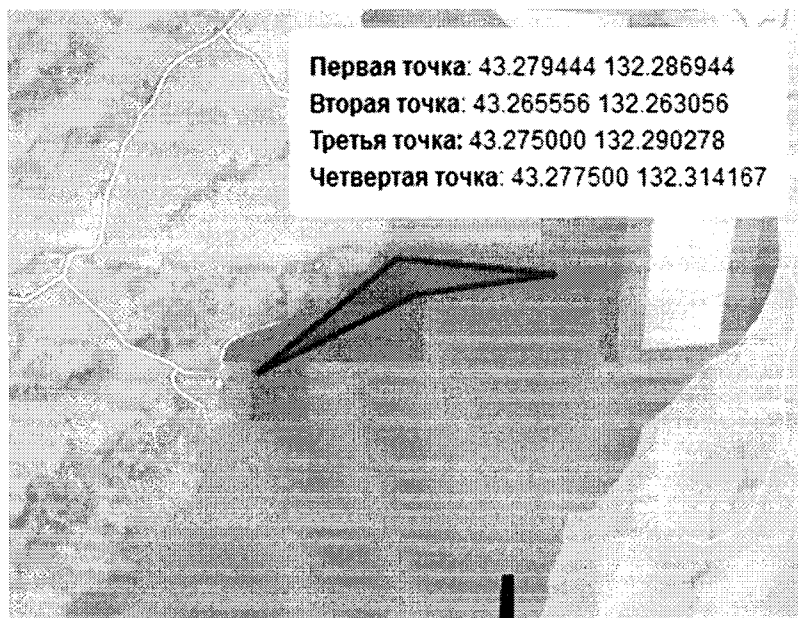 Первая точка: 43.279444 132.286944
Вторая точка: 43.265556 132.263056
Третья точка: 43.275000 132.290278
Четвертая точка: 43.277500 132.314167